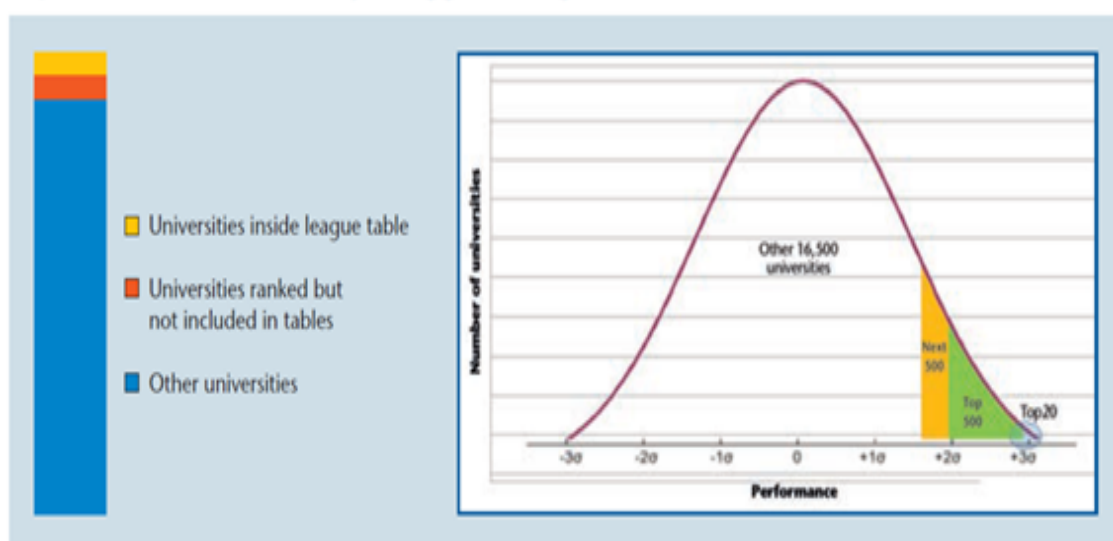 Universities inside league table
Universities ranked but
not included in tables
Other universities
Number of universities
Other 16,500
universities
Next
500
Top
500
Top20
-3σ -2σ -1σ 0 +1σ +2σ +3σ
Performance